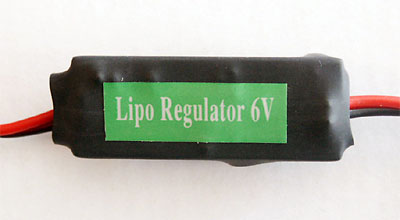 Lipo Regulator 6V